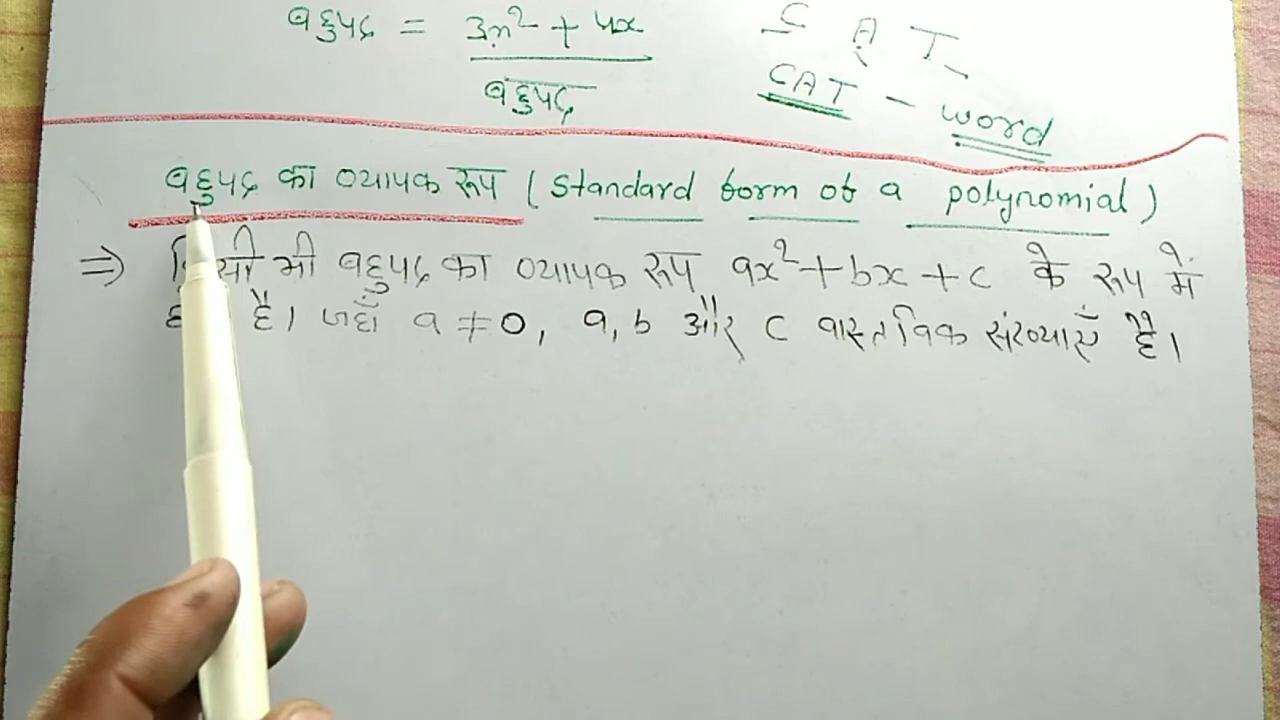 बहुपद = 3x² + 4x C A T
बहुपद CAT - word
बहुपद का व्यापक रूप (Standard form of a polynomial)
⇒ किसी भी बहुपद का व्यापक रूप ax² + bx + c के रूप में
है। जहाँ a ≠ 0, a, b और c वास्तविक संख्याएँ हैं।